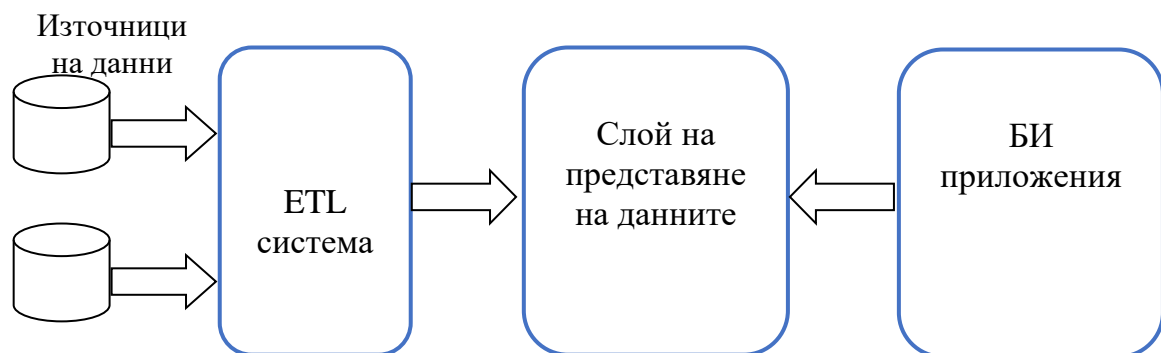 Източници
на данни
ETL
система
Слой на
представяне
на данните
БИ
приложения